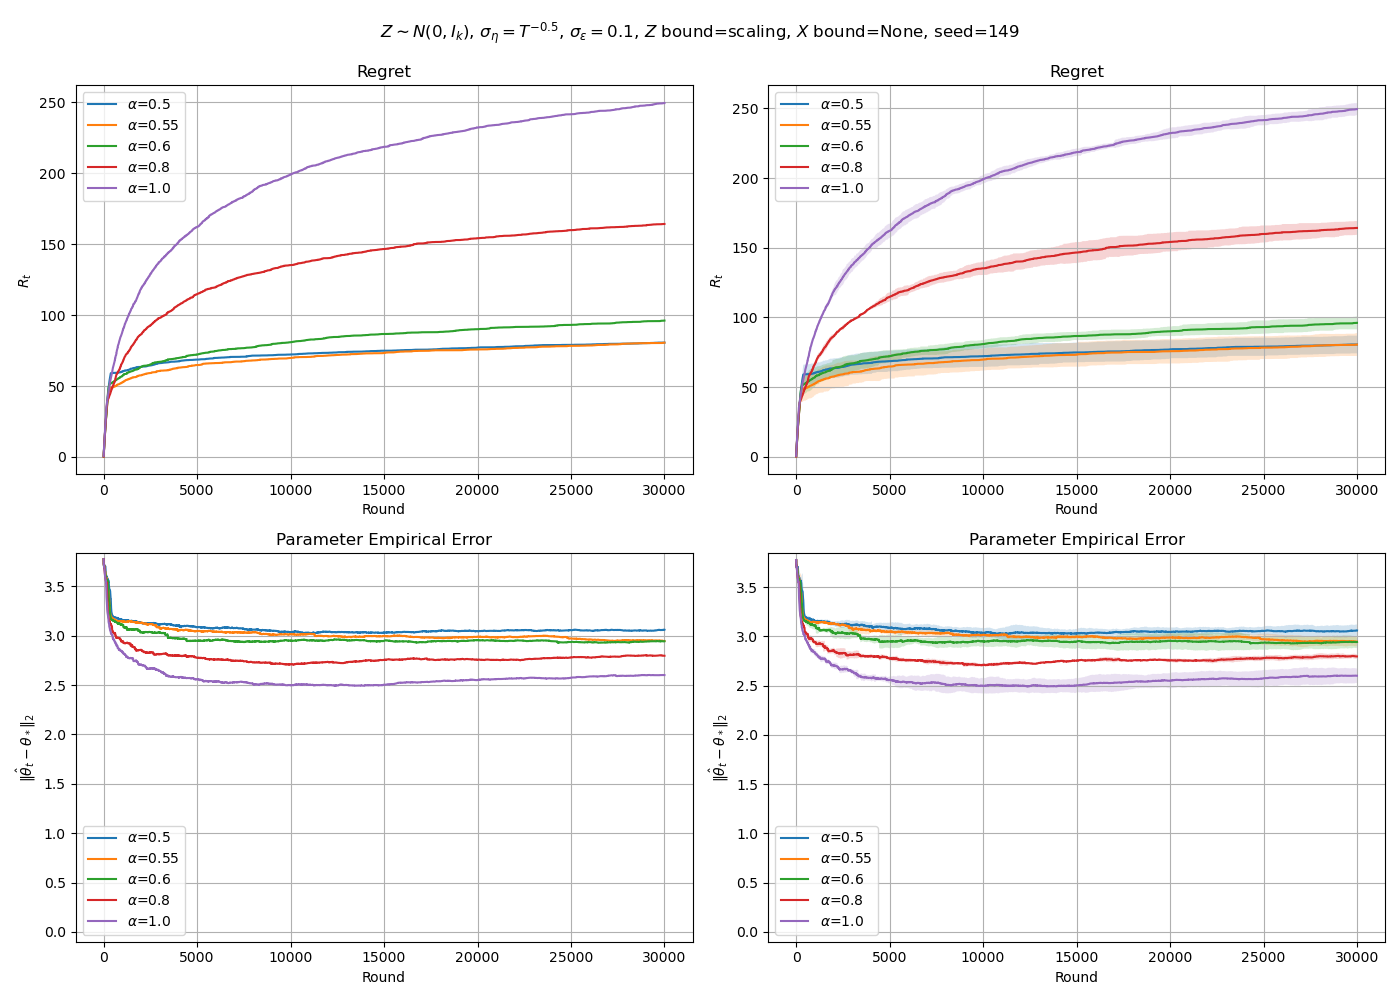 Z ∼ N(0, I_k), σ_η = T^{−0.5}, σ_ε = 0.1, Z bound=scaling, X bound=None, seed=149
Regret
R_t
250
200
150
100
50
0
α=0.5
α=0.55
α=0.6
α=0.8
α=1.0
0 5000 10000 15000 20000 25000 30000
Round
Regret
R_t
250
200
150
100
50
0
α=0.5
α=0.55
α=0.6
α=0.8
α=1.0
0 5000 10000 15000 20000 25000 30000
Round
Parameter Empirical Error
‖θ̂_t − θ_*‖_2
3.5
3.0
2.5
2.0
1.5
1.0
0.5
0.0
α=0.5
α=0.55
α=0.6
α=0.8
α=1.0
0 5000 10000 15000 20000 25000 30000
Round
Parameter Empirical Error
‖θ̂_t − θ_*‖_2
3.5
3.0
2.5
2.0
1.5
1.0
0.5
0.0
α=0.5
α=0.55
α=0.6
α=0.8
α=1.0
0 5000 10000 15000 20000 25000 30000
Round